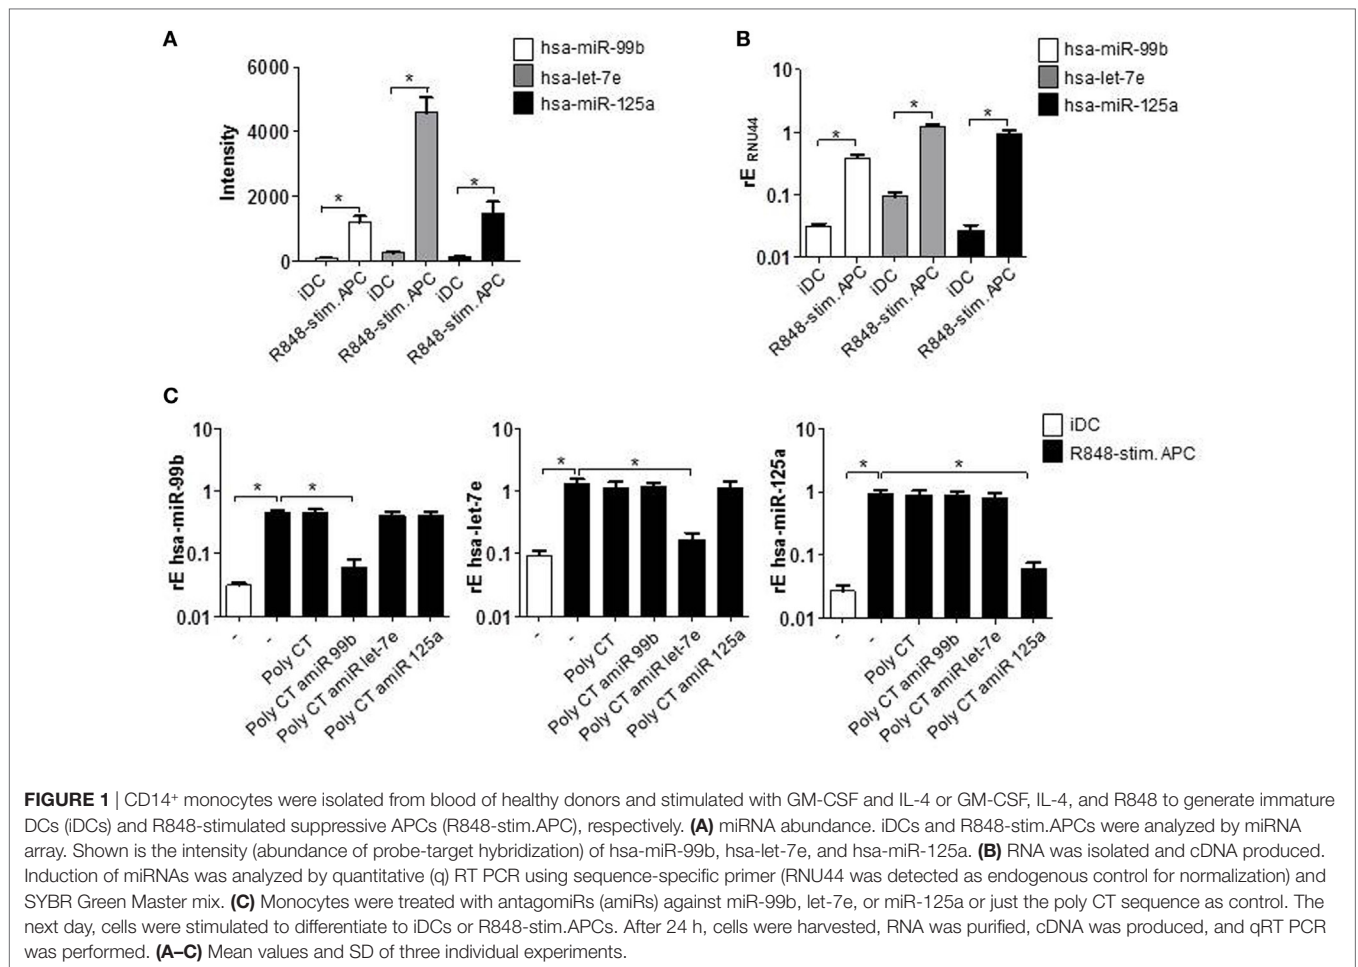 A
hsa-miR-99b
hsa-let-7e
hsa-miR-125a
Intensity
6000
4000
2000
0
*
*
*
iDC
R848-stim. APC
iDC
R848-stim. APC
iDC
R848-stim. APC
B
hsa-miR-99b
hsa-let-7e
hsa-miR-125a
rE RNU44
10
1
0.1
0.01
*
*
*
iDC
R848-stim. APC
iDC
R848-stim. APC
iDC
R848-stim. APC
C
rE hsa-miR-99b
10
1
0.1
0.01
*
*
-
-
Poly CT
Poly CT amiR 99b
Poly CT amiR let-7e
Poly CT amiR 125a
rE hsa-let-7e
10
1
0.1
0.01
*
*
-
-
Poly CT
Poly CT amiR 99b
Poly CT amiR let-7e
Poly CT amiR 125a
rE hsa-miR-125a
10
1
0.1
0.01
*
*
-
-
Poly CT
Poly CT amiR 99b
Poly CT amiR let-7e
Poly CT amiR 125a
iDC
R848-stim. APC
FIGURE 1 | CD14⁺ monocytes were isolated from blood of healthy donors and stimulated with GM-CSF and IL-4 or GM-CSF, IL-4, and R848 to generate immature
DCs (iDCs) and R848-stimulated suppressive APCs (R848-stim.APC), respectively. (A) miRNA abundance. iDCs and R848-stim.APCs were analyzed by miRNA
array. Shown is the intensity (abundance of probe-target hybridization) of hsa-miR-99b, hsa-let-7e, and hsa-miR-125a. (B) RNA was isolated and cDNA produced.
Induction of miRNAs was analyzed by quantitative (q) RT PCR using sequence-specific primer (RNU44 was detected as endogenous control for normalization) and
SYBR Green Master mix. (C) Monocytes were treated with antagomiRs (amiRs) against miR-99b, let-7e, or miR-125a or just the poly CT sequence as control. The
next day, cells were stimulated to differentiate to iDCs or R848-stim.APCs. After 24 h, cells were harvested, RNA was purified, cDNA was produced, and qRT PCR
was performed. (A–C) Mean values and SD of three individual experiments.